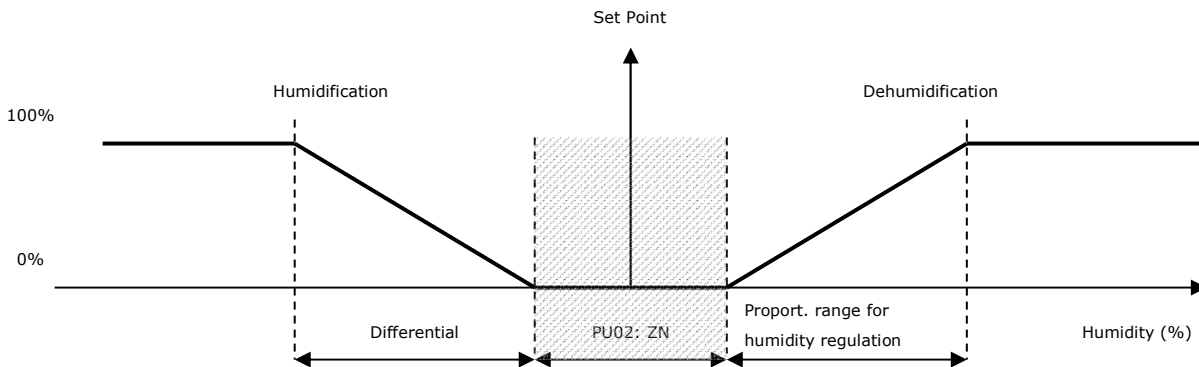 Set Point
Humidification
Dehumidification
100%
0%
Differential
PU02: ZN
Proport. range for
humidity regulation
Humidity (%)